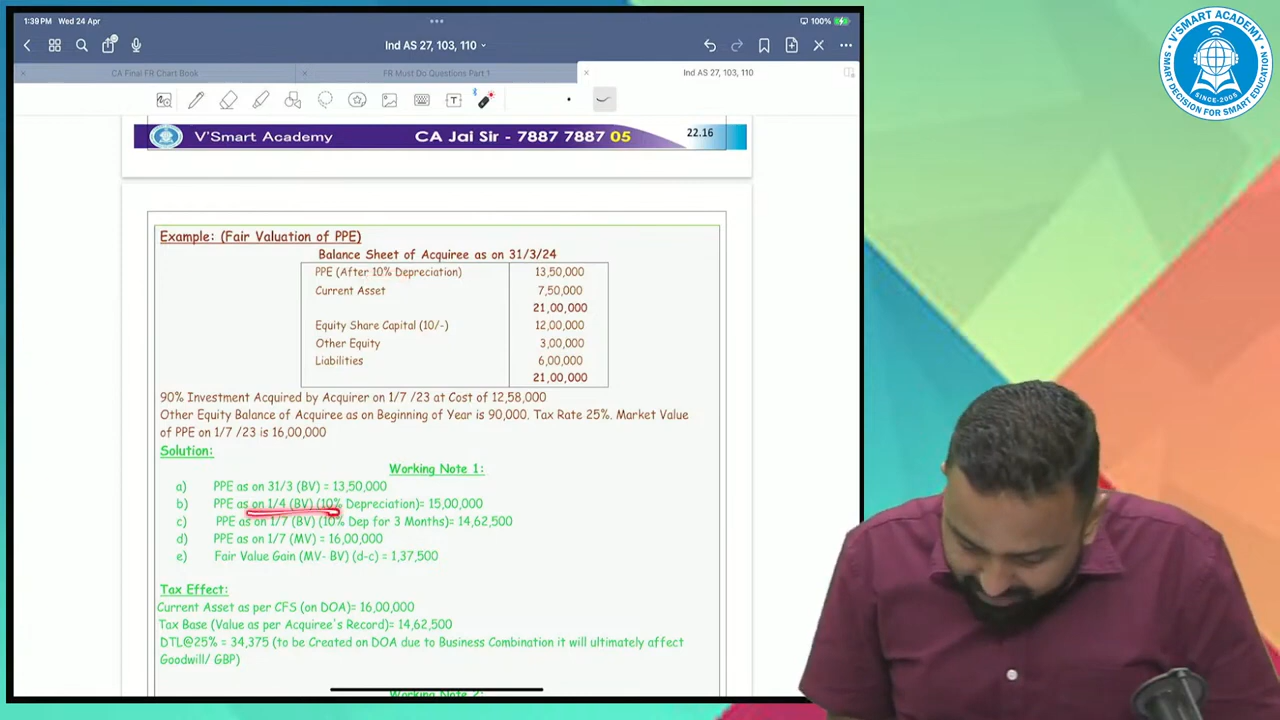 1:39 PM Wed 24 Apr
100%
Ind AS 27, 103, 110
CA Final FR Chart Book
FR Must Do Questions Part 1
Ind AS 27, 103, 110
V'SMART ACADEMY
SMART DECISION FOR SMART EDUCATION
SINCE-2005
V'Smart Academy CA Jai Sir - 7887 7887 05 22.16
Example: (Fair Valuation of PPE)
Balance Sheet of Acquiree as on 31/3/24
PPE (After 10% Depreciation) 13,50,000
Current Asset 7,50,000
21,00,000
Equity Share Capital (10/-) 12,00,000
Other Equity 3,00,000
Liabilities 6,00,000
21,00,000
90% Investment Acquired by Acquirer on 1/7 /23 at Cost of 12,58,000
Other Equity Balance of Acquiree as on Beginning of Year is 90,000. Tax Rate 25%. Market Value
of PPE on 1/7 /23 is 16,00,000
Solution:
Working Note 1:
a) PPE as on 31/3 (BV) = 13,50,000
b) PPE as on 1/4 (BV) (10% Depreciation)= 15,00,000
c) PPE as on 1/7 (BV) (10% Dep for 3 Months)= 14,62,500
d) PPE as on 1/7 (MV) = 16,00,000
e) Fair Value Gain (MV- BV) (d-c) = 1,37,500
Tax Effect:
Current Asset as per CFS (on DOA)= 16,00,000
Tax Base (Value as per Acquiree's Record)= 14,62,500
DTL@25% = 34,375 (to be Created on DOA due to Business Combination it will ultimately affect
Goodwill/ GBP)
Working Note 2: